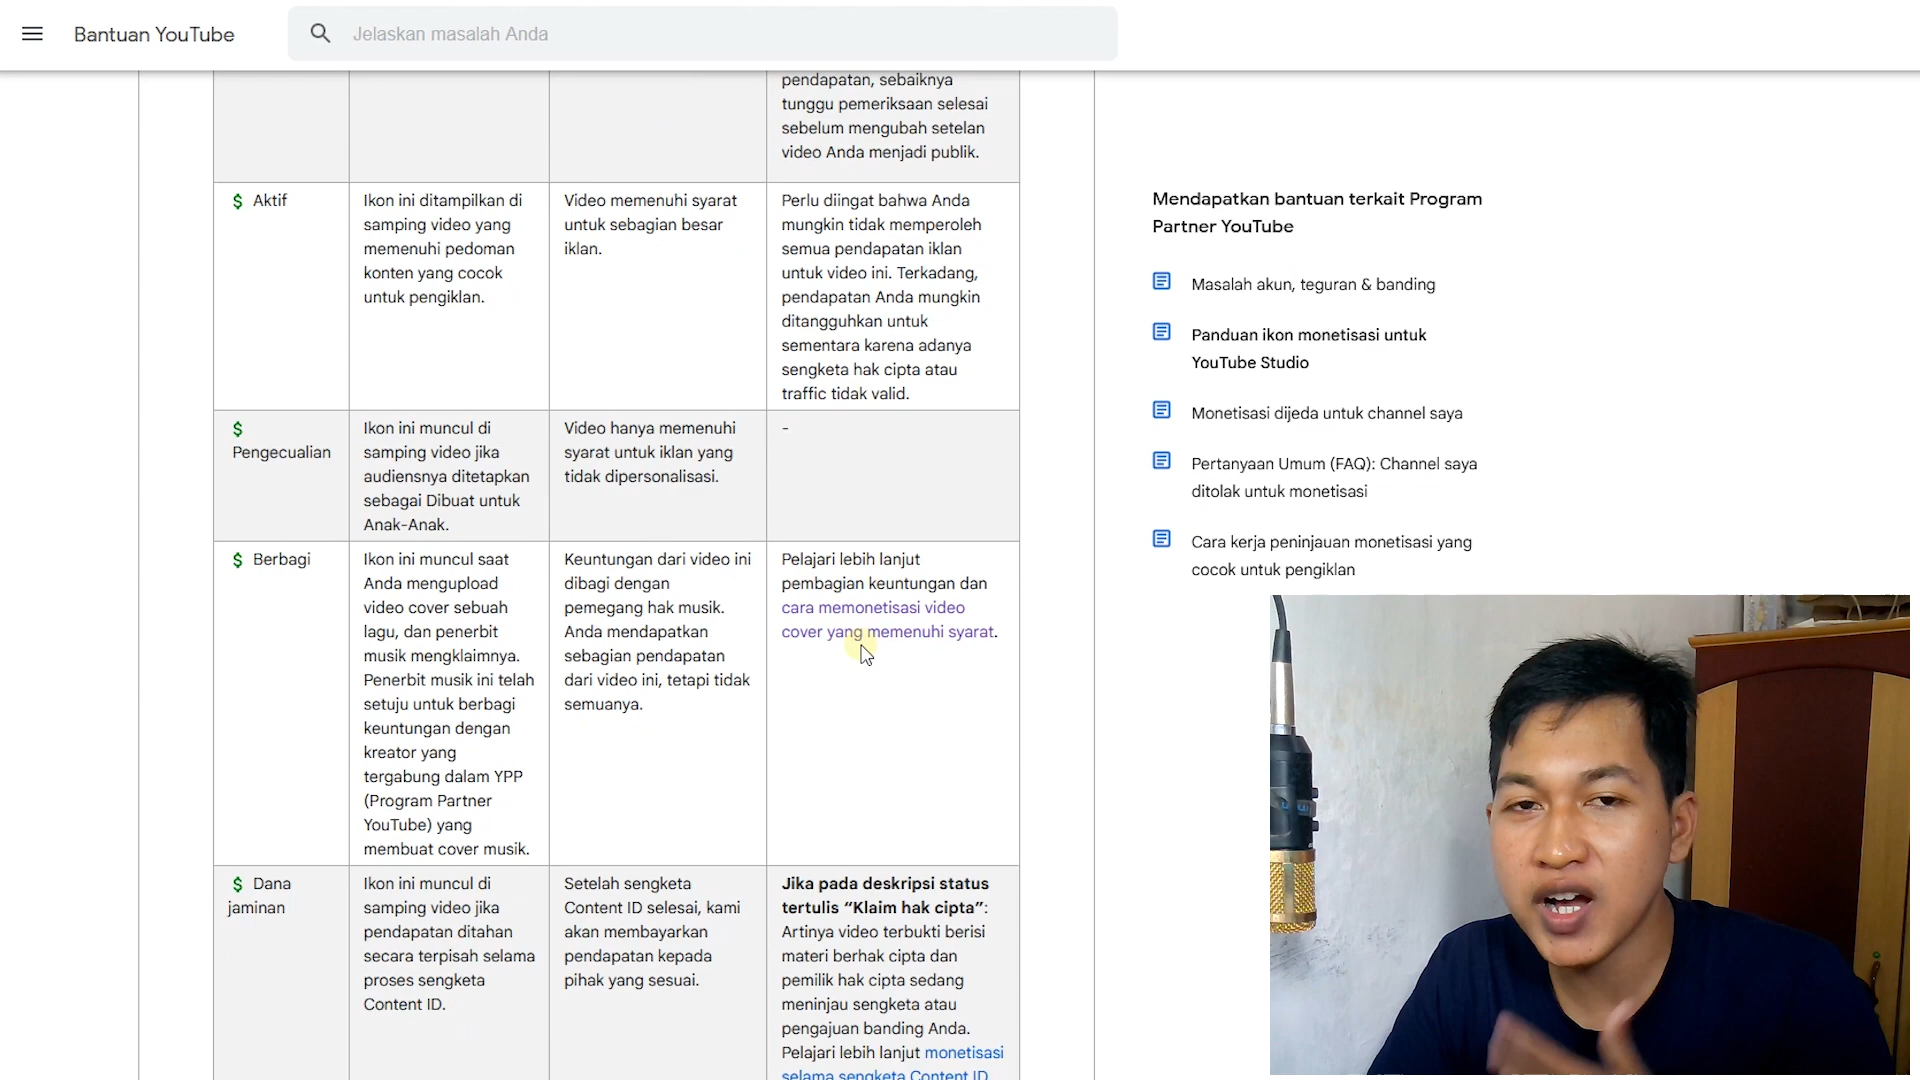 Bantuan YouTube
Jelaskan masalah Anda
pendapatan, sebaiknya
tunggu pemeriksaan selesai
sebelum mengubah setelan
video Anda menjadi publik.
$ Aktif
Ikon ini ditampilkan di
samping video yang
memenuhi pedoman
konten yang cocok
untuk pengiklan.
Video memenuhi syarat
untuk sebagian besar
iklan.
Perlu diingat bahwa Anda
mungkin tidak memperoleh
semua pendapatan iklan
untuk video ini. Terkadang,
pendapatan Anda mungkin
ditangguhkan untuk
sementara karena adanya
sengketa hak cipta atau
traffic tidak valid.
$
Pengecualian
Ikon ini muncul di
samping video jika
audiensnya ditetapkan
sebagai Dibuat untuk
Anak-Anak.
Video hanya memenuhi
syarat untuk iklan yang
tidak dipersonalisasi.
-
$ Berbagi
Ikon ini muncul saat
Anda mengupload
video cover sebuah
lagu, dan penerbit
musik mengklaimnya.
Penerbit musik ini telah
setuju untuk berbagi
keuntungan dengan
kreator yang
tergabung dalam YPP
(Program Partner
YouTube) yang
membuat cover musik.
Keuntungan dari video ini
dibagi dengan
pemegang hak musik.
Anda mendapatkan
sebagian pendapatan
dari video ini, tetapi tidak
semuanya.
Pelajari lebih lanjut
pembagian keuntungan dan
cara memonetisasi video
cover yang memenuhi syarat.
$ Dana
jaminan
Ikon ini muncul di
samping video jika
pendapatan ditahan
secara terpisah selama
proses sengketa
Content ID.
Setelah sengketa
Content ID selesai, kami
akan membayarkan
pendapatan kepada
pihak yang sesuai.
Jika pada deskripsi status
tertulis “Klaim hak cipta”:
Artinya video terbukti berisi
materi berhak cipta dan
pemilik hak cipta sedang
meninjau sengketa atau
pengajuan banding Anda.
Pelajari lebih lanjut monetisasi
selama sengketa Content ID
Mendapatkan bantuan terkait Program
Partner YouTube
Masalah akun, teguran & banding
Panduan ikon monetisasi untuk
YouTube Studio
Monetisasi dijeda untuk channel saya
Pertanyaan Umum (FAQ): Channel saya
ditolak untuk monetisasi
Cara kerja peninjauan monetisasi yang
cocok untuk pengiklan